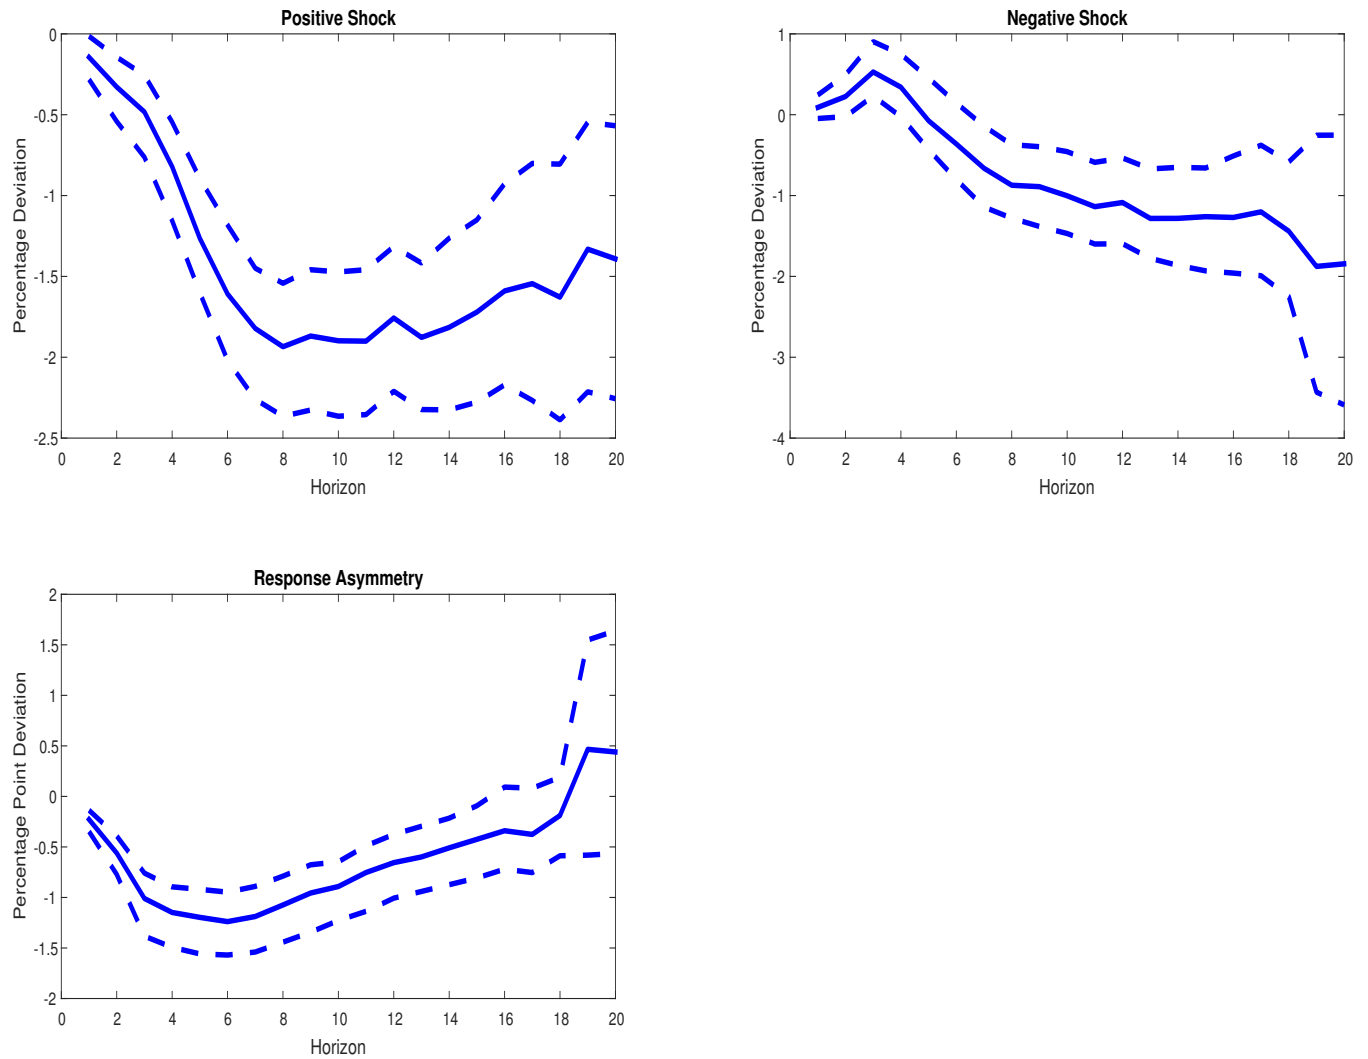 Positive Shock
Percentage Deviation
0
-0.5
-1
-1.5
-2
-2.5
0 2 4 6 8 10 12 14 16 18 20
Horizon
Negative Shock
Percentage Deviation
1
0
-1
-2
-3
-4
0 2 4 6 8 10 12 14 16 18 20
Horizon
Response Asymmetry
Percentage Point Deviation
2
1.5
1
0.5
0
-0.5
-1
-1.5
-2
0 2 4 6 8 10 12 14 16 18 20
Horizon